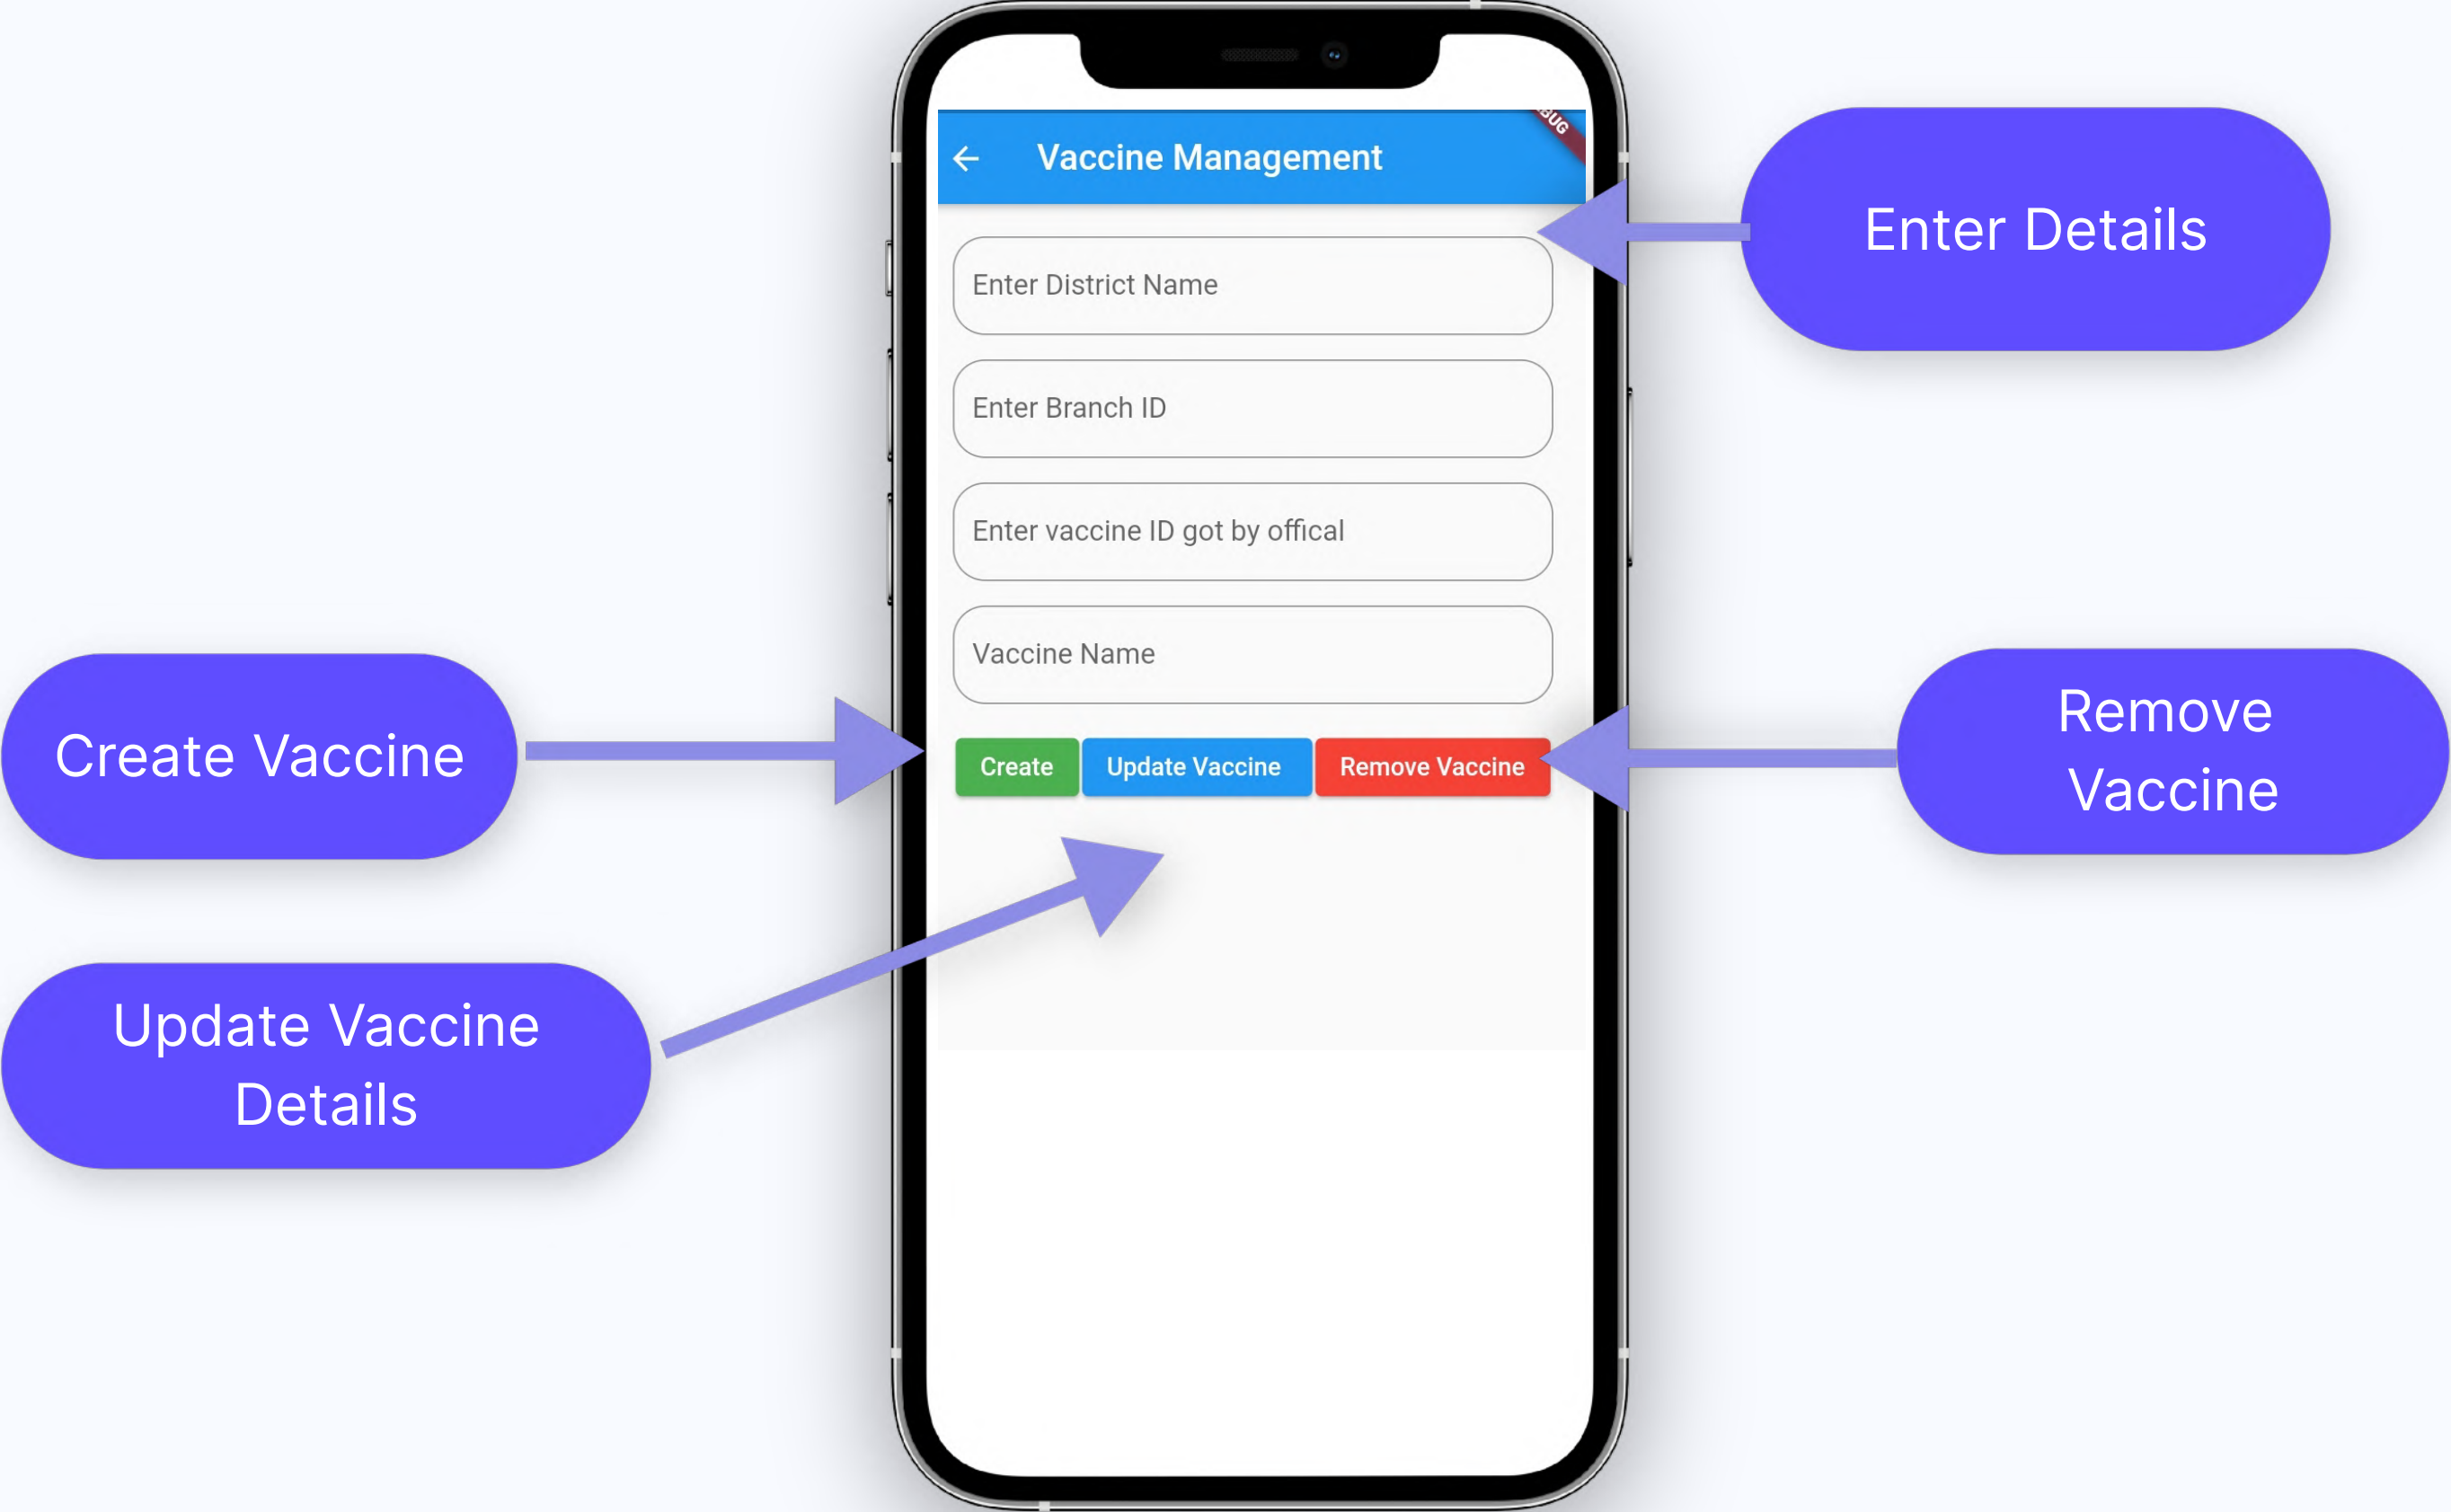 BUG
Vaccine Management
Enter Details
Enter District Name
Enter Branch ID
Enter vaccine ID got by offical
Vaccine Name
Create Vaccine
Create
Update Vaccine
Remove Vaccine
Remove
Vaccine
Update Vaccine
Details